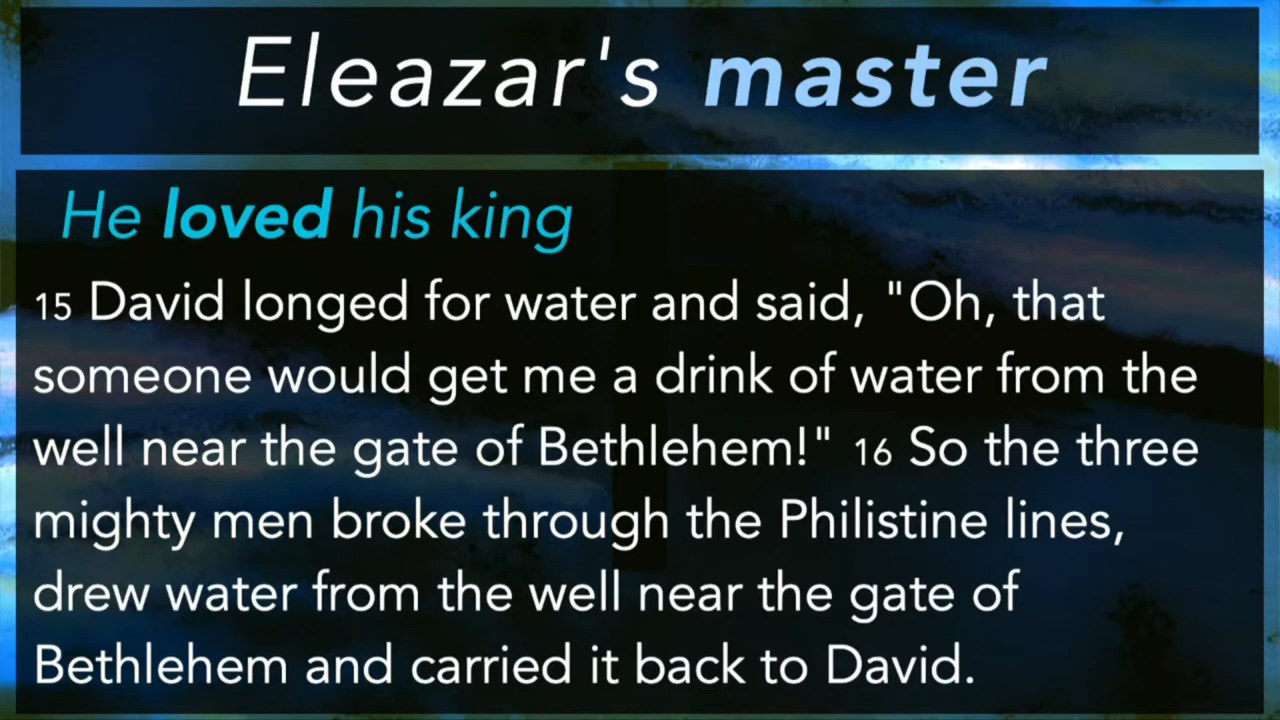 Eleazar's master
He loved his king
15 David longed for water and said, "Oh, that
someone would get me a drink of water from the
well near the gate of Bethlehem!" 16 So the three
mighty men broke through the Philistine lines,
drew water from the well near the gate of
Bethlehem and carried it back to David.